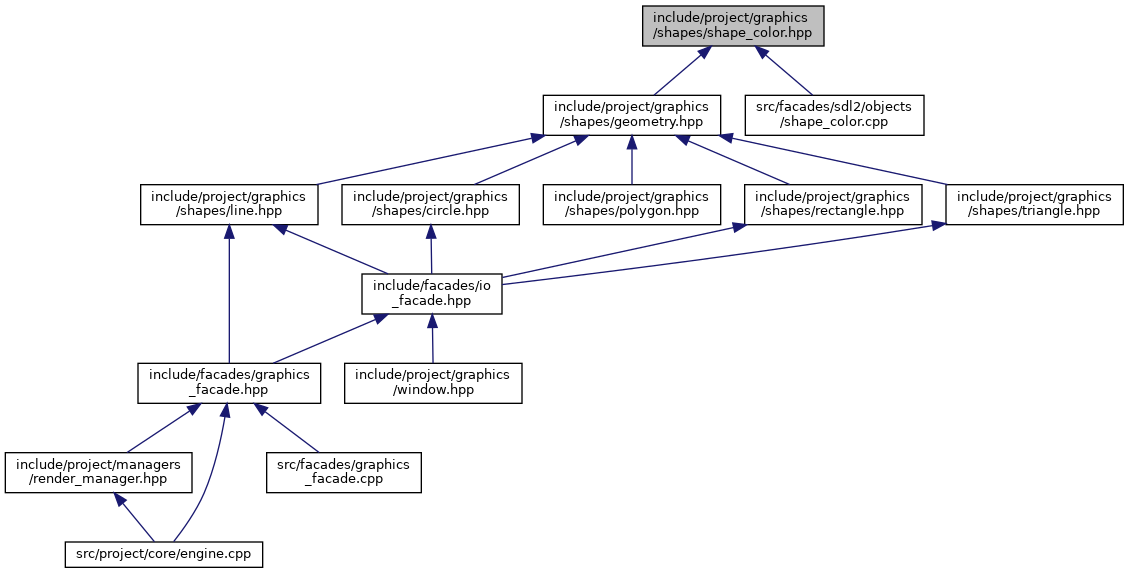 include/project/graphics
/shapes/shape_color.hpp
include/project/graphics
/shapes/geometry.hpp
src/facades/sdl2/objects
/shape_color.cpp
include/project/graphics
/shapes/line.hpp
include/project/graphics
/shapes/circle.hpp
include/project/graphics
/shapes/polygon.hpp
include/project/graphics
/shapes/rectangle.hpp
include/project/graphics
/shapes/triangle.hpp
include/facades/io
_facade.hpp
include/facades/graphics
_facade.hpp
include/project/graphics
/window.hpp
include/project/managers
/render_manager.hpp
src/facades/graphics
_facade.cpp
src/project/core/engine.cpp